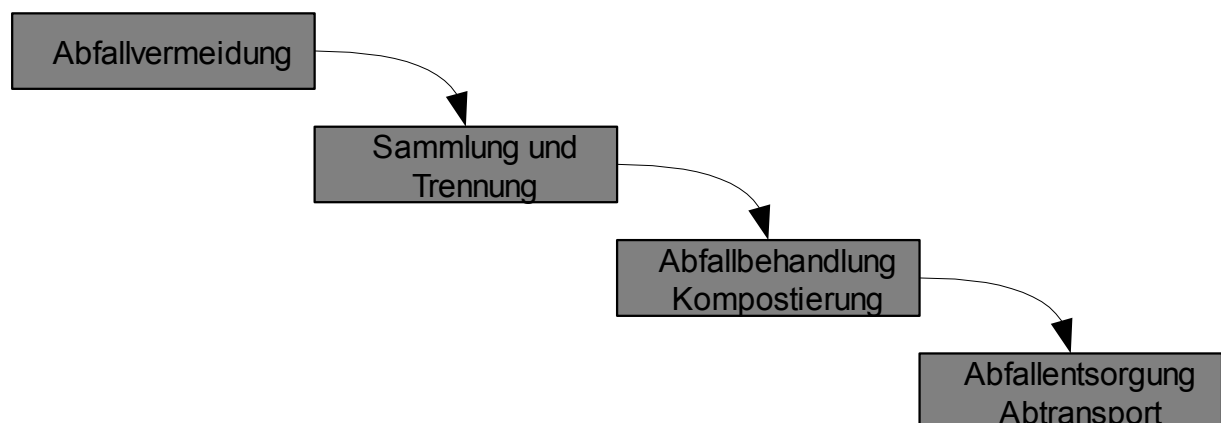 Abfallvermeidung
Sammlung und
Trennung
Abfallbehandlung
Kompostierung
Abfallentsorgung
Abtransport